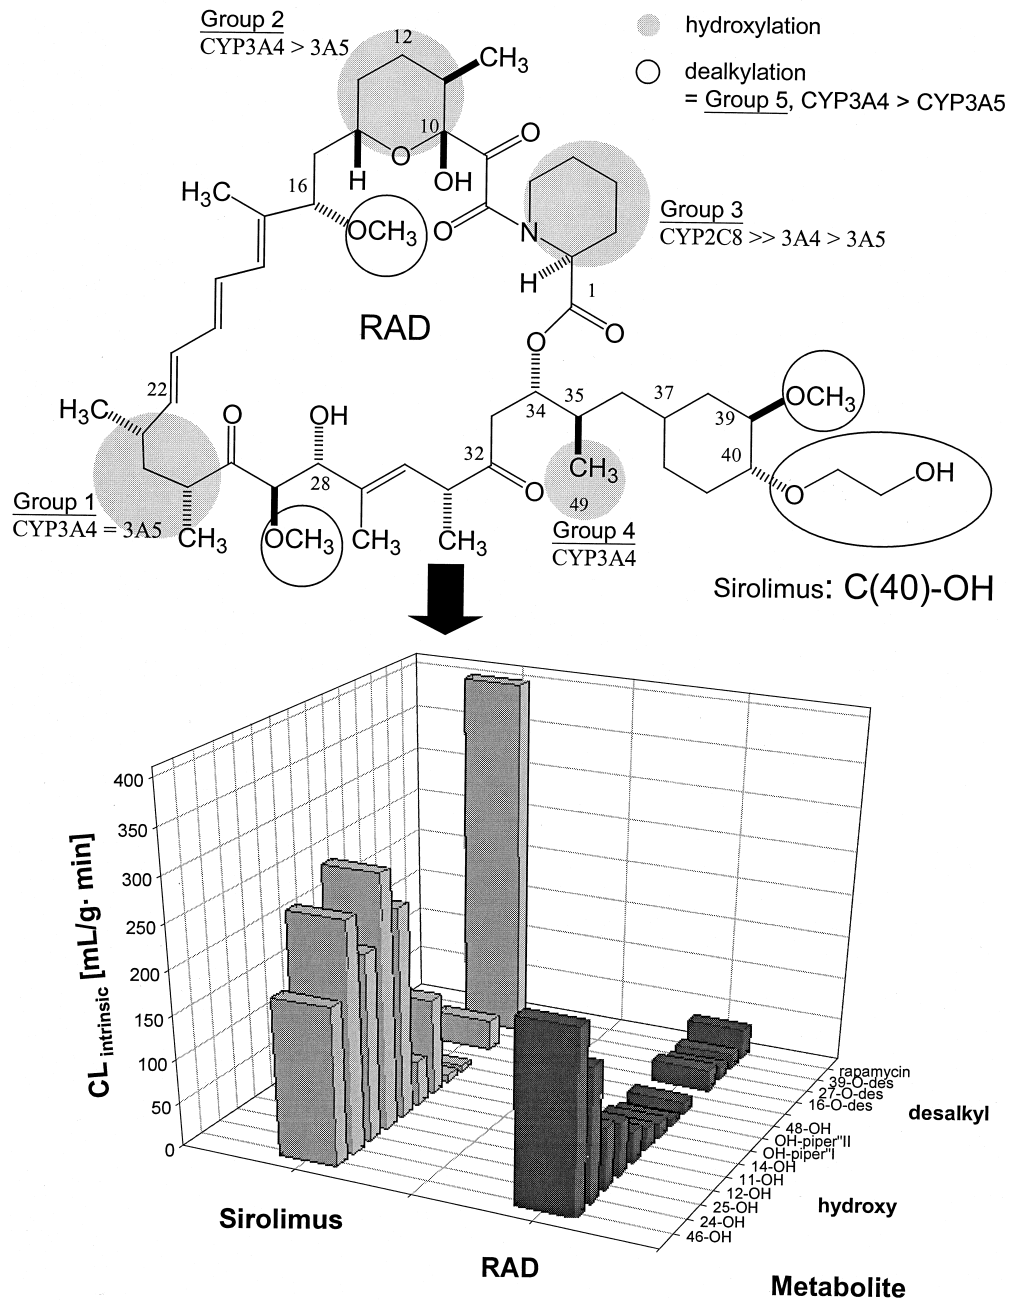 Group 2
CYP3A4 > 3A5
12
CH3
hydroxylation
dealkylation
= Group 5, CYP3A4 > CYP3A5
10
O
O
H
OH
H3C
16
OCH3
O
N
Group 3
CYP2C8 >> 3A4 > 3A5
H
1
RAD
O
O
22
H3C
O
OH
34
35
37
39
OCH3
40
32
28
CH3
O
49
O
OH
Group 1
CYP3A4 = 3A5
CH3
OCH3
CH3
CH3
Group 4
CYP3A4
Sirolimus: C(40)-OH
400
350
300
250
200
150
100
50
0
CL intrinsic [mL/g· min]
rapamycin
39-O-des
27-O-des
16-O-des
desalkyl
48-OH
OH-piper"II
OH-piper"I
14-OH
11-OH
12-OH
25-OH
24-OH
46-OH
hydroxy
Sirolimus
RAD
Metabolite